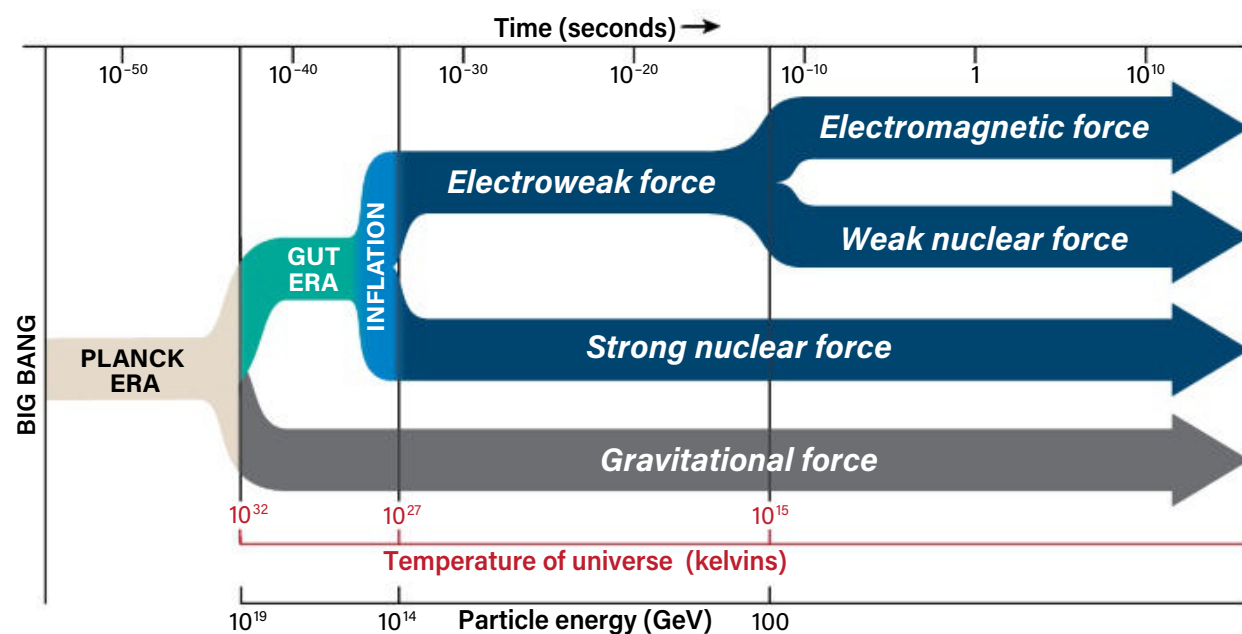 Time (seconds) →
10⁻⁵⁰ 10⁻⁴⁰ 10⁻³⁰ 10⁻²⁰ 10⁻¹⁰ 1 10¹⁰
Electromagnetic force
Electroweak force
Weak nuclear force
GUT
ERA
INFLATION
Strong nuclear force
BIG BANG
PLANCK
ERA
Gravitational force
10³² 10²⁷ 10¹⁵
Temperature of universe (kelvins)
10¹⁹ 10¹⁴ Particle energy (GeV) 100